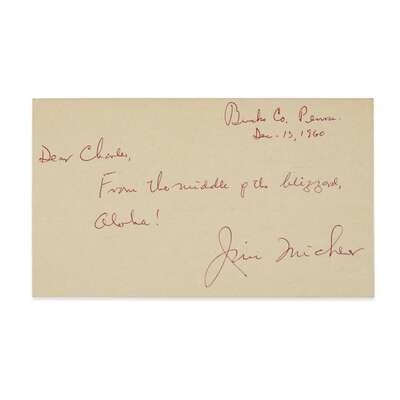 Bucks Co. Penna.
Dec. 13, 1960
Dear Charles,
From the middle of the blizzard,
Aloha!
Jim Michener